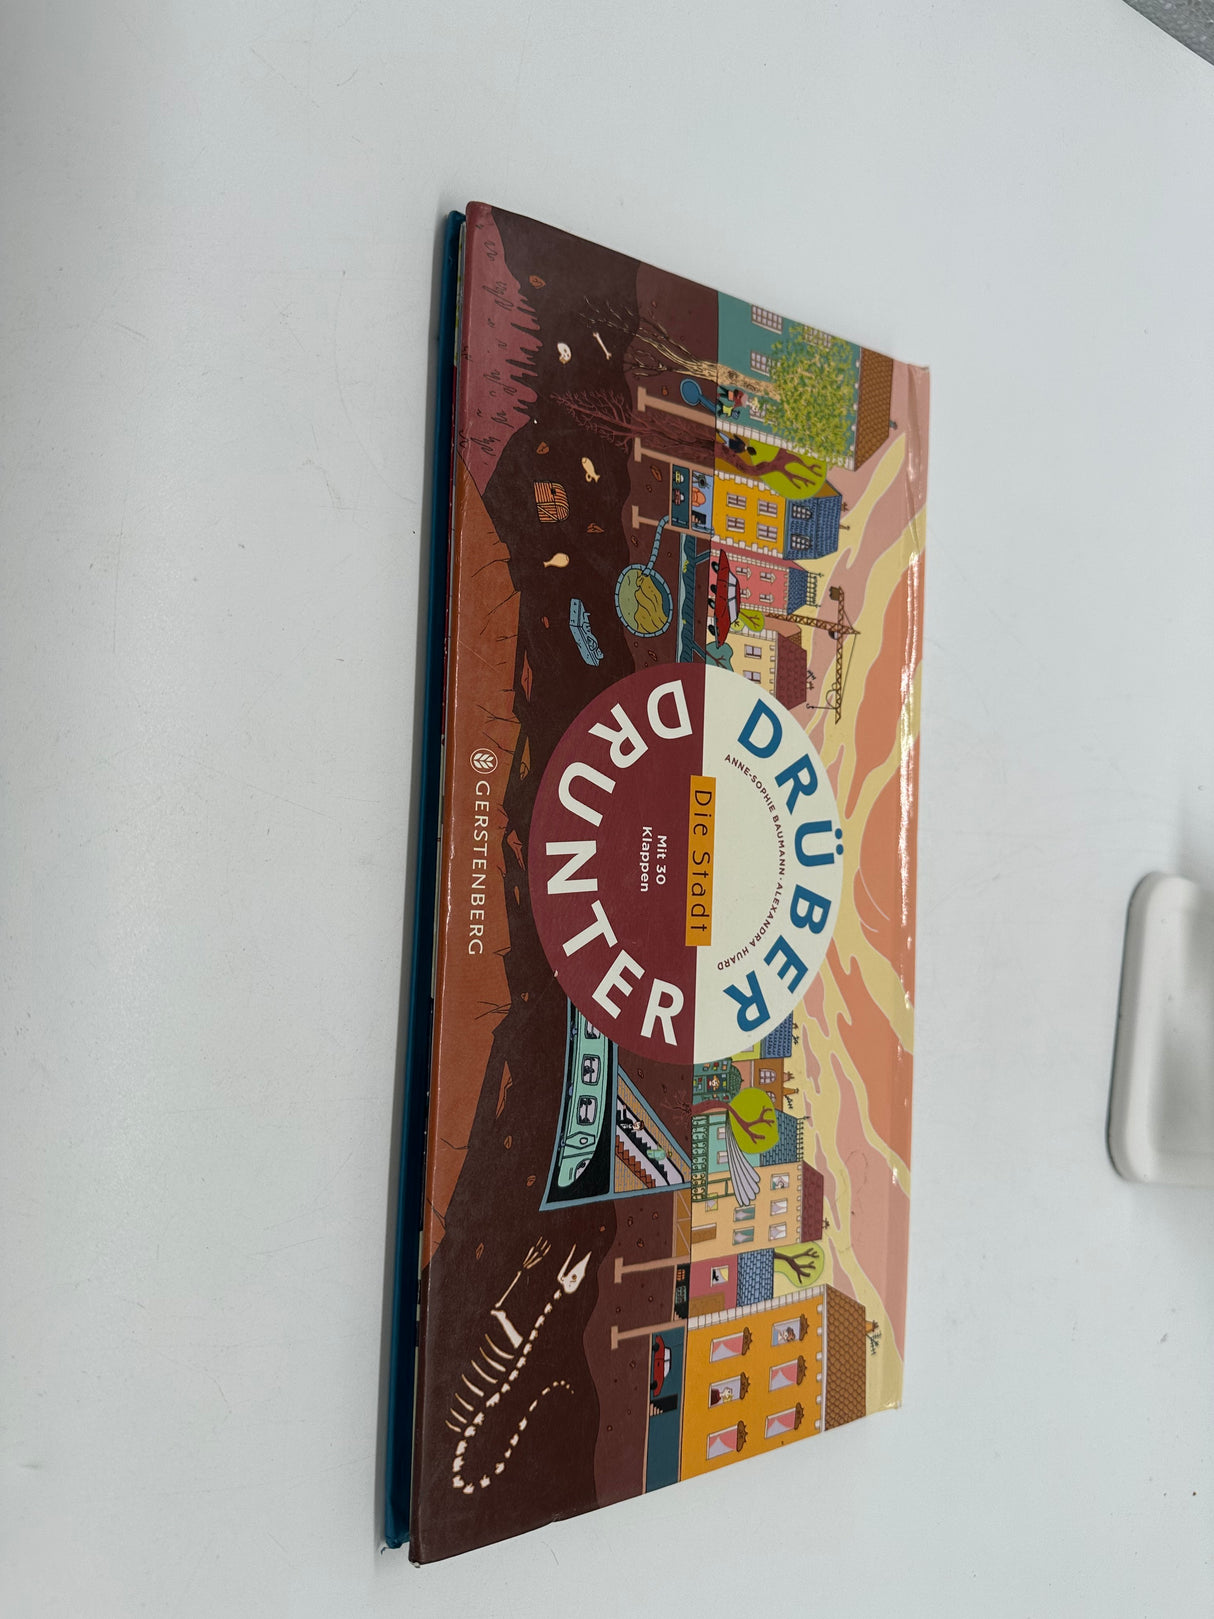 DRÜBER
ANNE-SOPHIE BAUMANN · ALEXANDRA HUARD
Die Stadt
Mit 30
Klappen
DRUNTER
GERSTENBERG